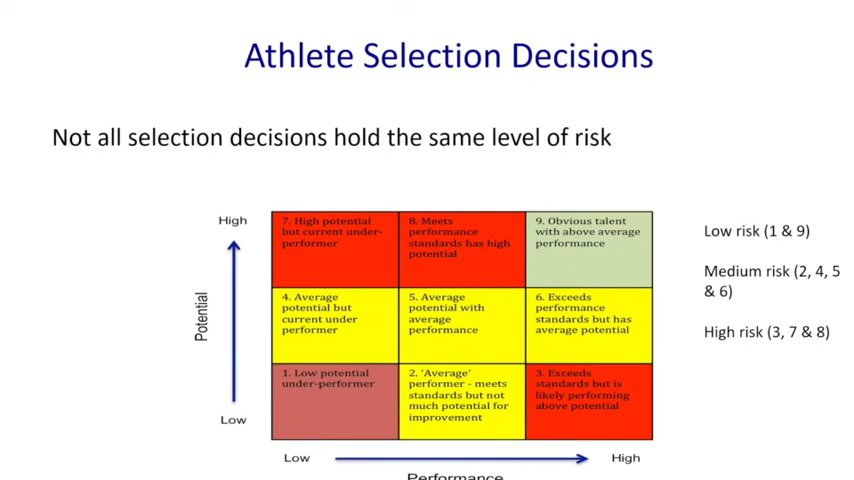 Athlete Selection Decisions
Not all selection decisions hold the same level of risk
High
Potential
Low
7. High potential
but current under-
performer
8. Meets
performance
standards has high
potential
9. Obvious talent
with above average
performance
4. Average
potential but
current under
performer
5. Average
potential with
average
performance
6. Exceeds
performance
standards but has
average potential
1. Low potential
under-performer
2. 'Average'
performer - meets
standards but not
much potential for
improvement
3. Exceeds
standards but is
likely performing
above potential
Low
High
Performance
Low risk (1 & 9)
Medium risk (2, 4, 5
& 6)
High risk (3, 7 & 8)